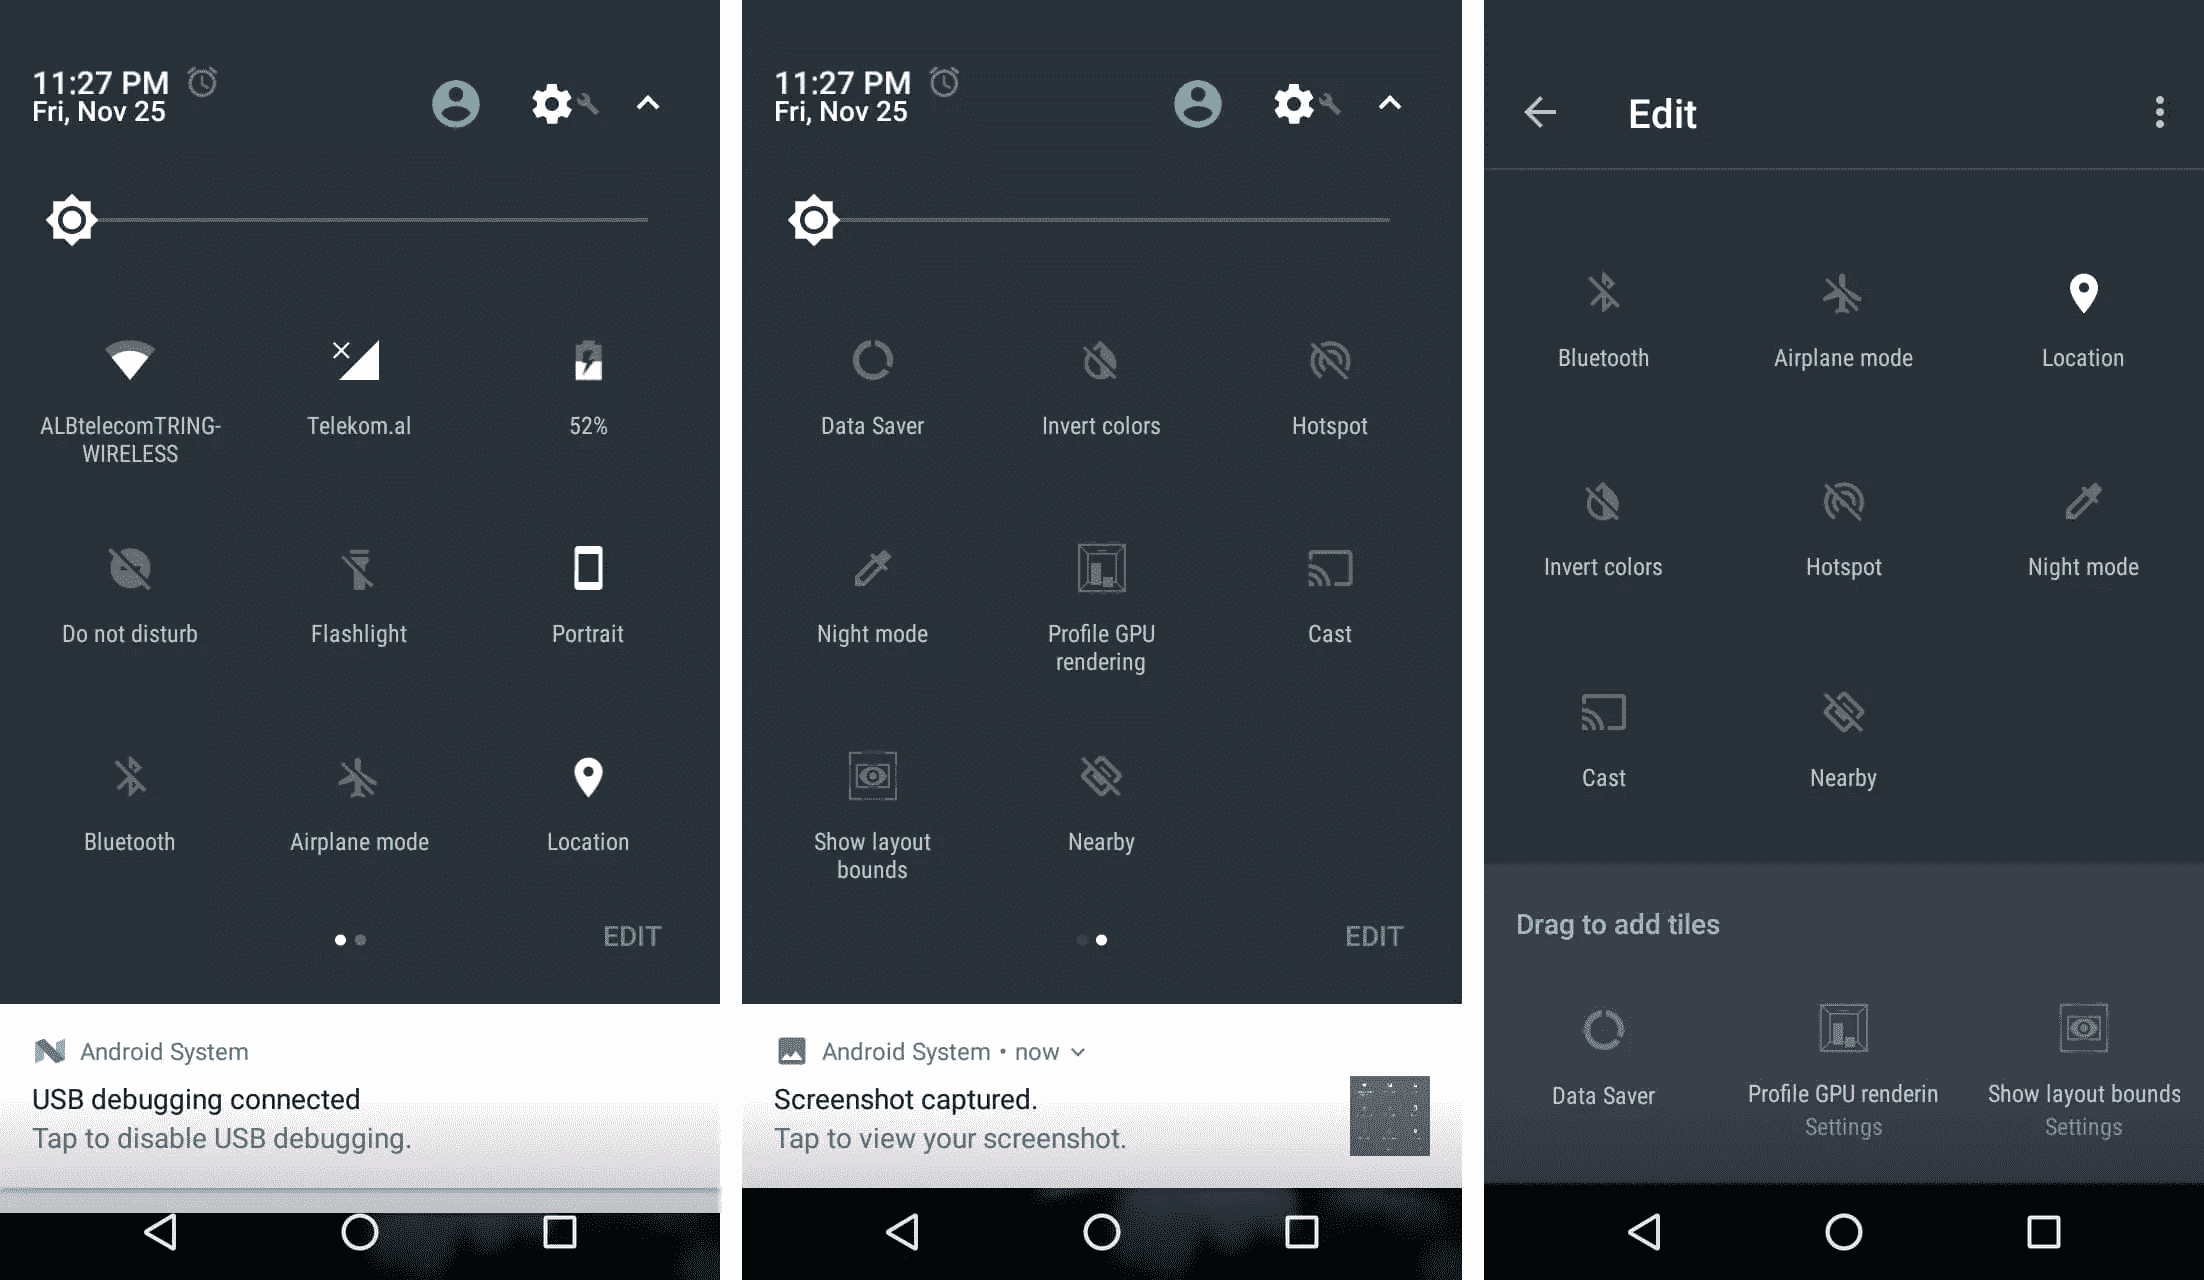 11:27 PM
Fri, Nov 25
ALBtelecomTRING-
WIRELESS
Telekom.al
52%
Do not disturb
Flashlight
Portrait
Bluetooth
Airplane mode
Location
EDIT
Android System
USB debugging connected
Tap to disable USB debugging.
11:27 PM
Fri, Nov 25
Data Saver
Invert colors
Hotspot
Night mode
Profile GPU
rendering
Cast
Show layout
bounds
Nearby
EDIT
Android System • now
Screenshot captured.
Tap to view your screenshot.
Edit
Bluetooth
Airplane mode
Location
Invert colors
Hotspot
Night mode
Cast
Nearby
Drag to add tiles
Data Saver
Profile GPU renderin
Settings
Show layout bounds
Settings